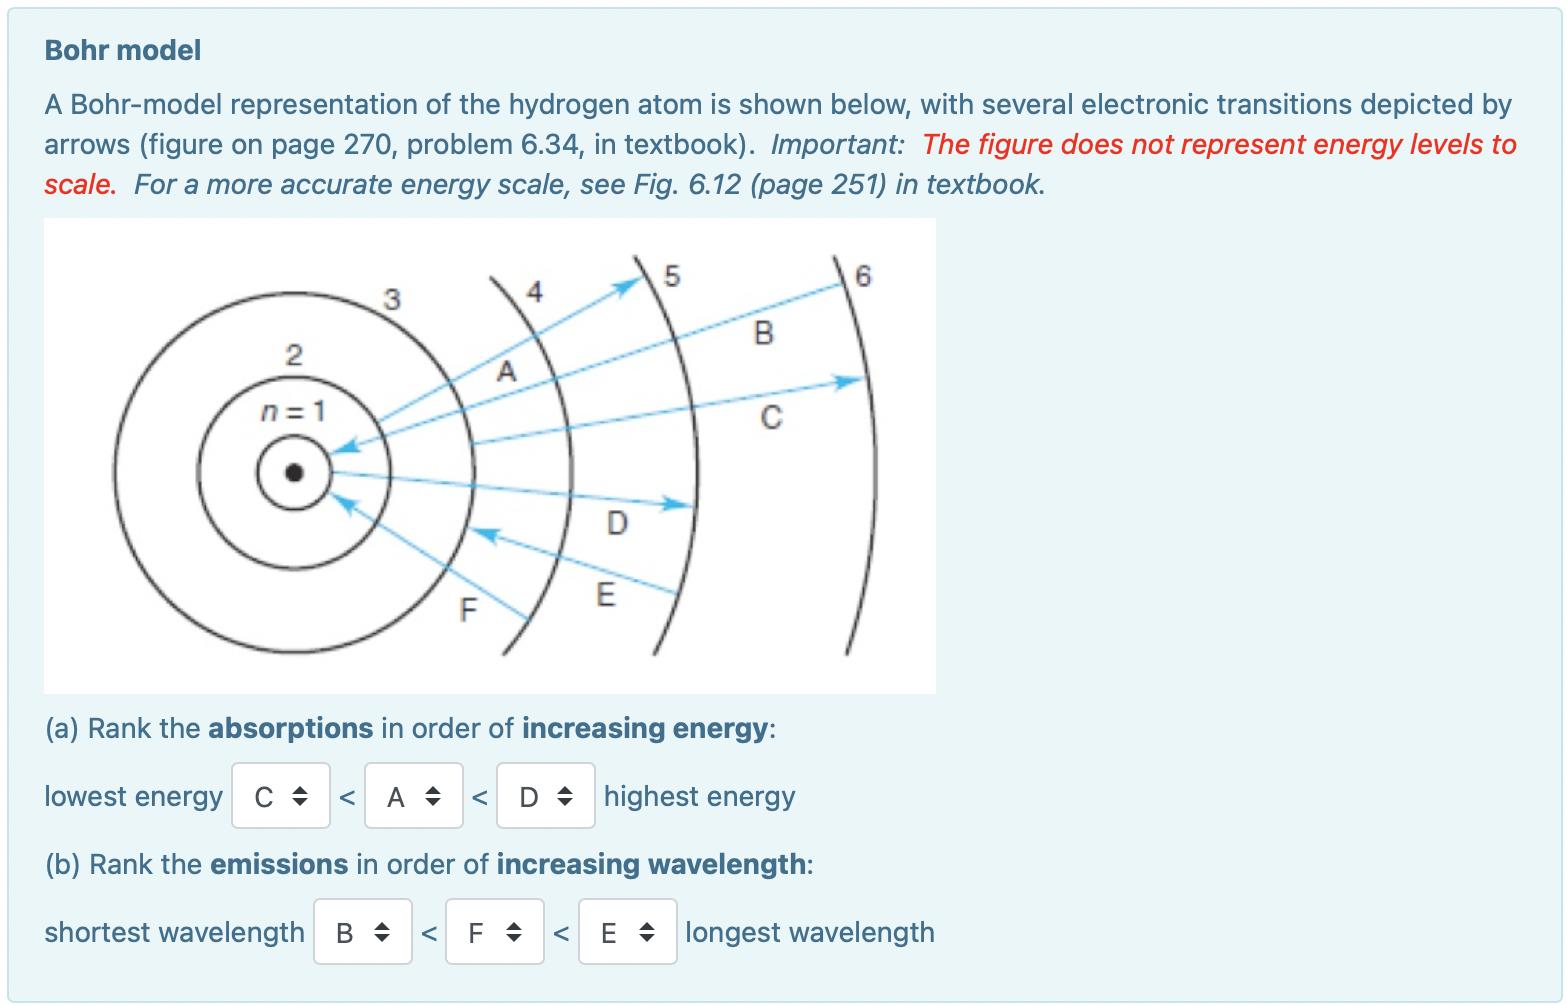 Bohr model
A Bohr-model representation of the hydrogen atom is shown below, with several electronic transitions depicted by
arrows (figure on page 270, problem 6.34, in textbook). Important: The figure does not represent energy levels to
scale. For a more accurate energy scale, see Fig. 6.12 (page 251) in textbook.
5
6
3
4
B
2
A
n = 1
C
D
E
F
(a) Rank the absorptions in order of increasing energy:
lowest energy C < A < D highest energy
(b) Rank the emissions in order of increasing wavelength:
shortest wavelength B < F < E longest wavelength